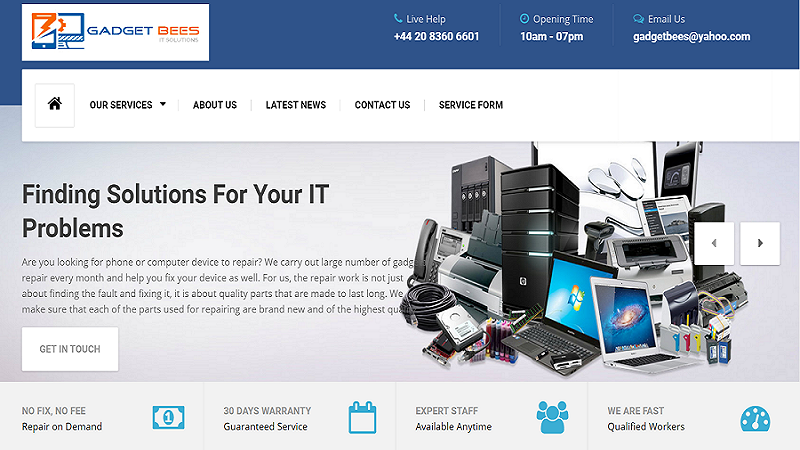 GADGET BEES
IT SOLUTIONS
Live Help
+44 20 8360 6601
Opening Time
10am - 07pm
Email Us
gadgetbees@yahoo.com
OUR SERVICES
ABOUT US
LATEST NEWS
CONTACT US
SERVICE FORM
Finding Solutions For Your IT
Problems
Are you looking for phone or computer device to repair? We carry out large number of
repair every month and help you fix your device as well. For us, the repair work is not just
about finding the fault and fixing it, it is about quality parts that are made to last long. We
make sure that each of the parts used for repairing are brand new and of the highest
GET IN TOUCH
NO FIX, NO FEE
Repair on Demand
1
30 DAYS WARRANTY
Guaranteed Service
EXPERT STAFF
Available Anytime
WE ARE FAST
Qualified Workers